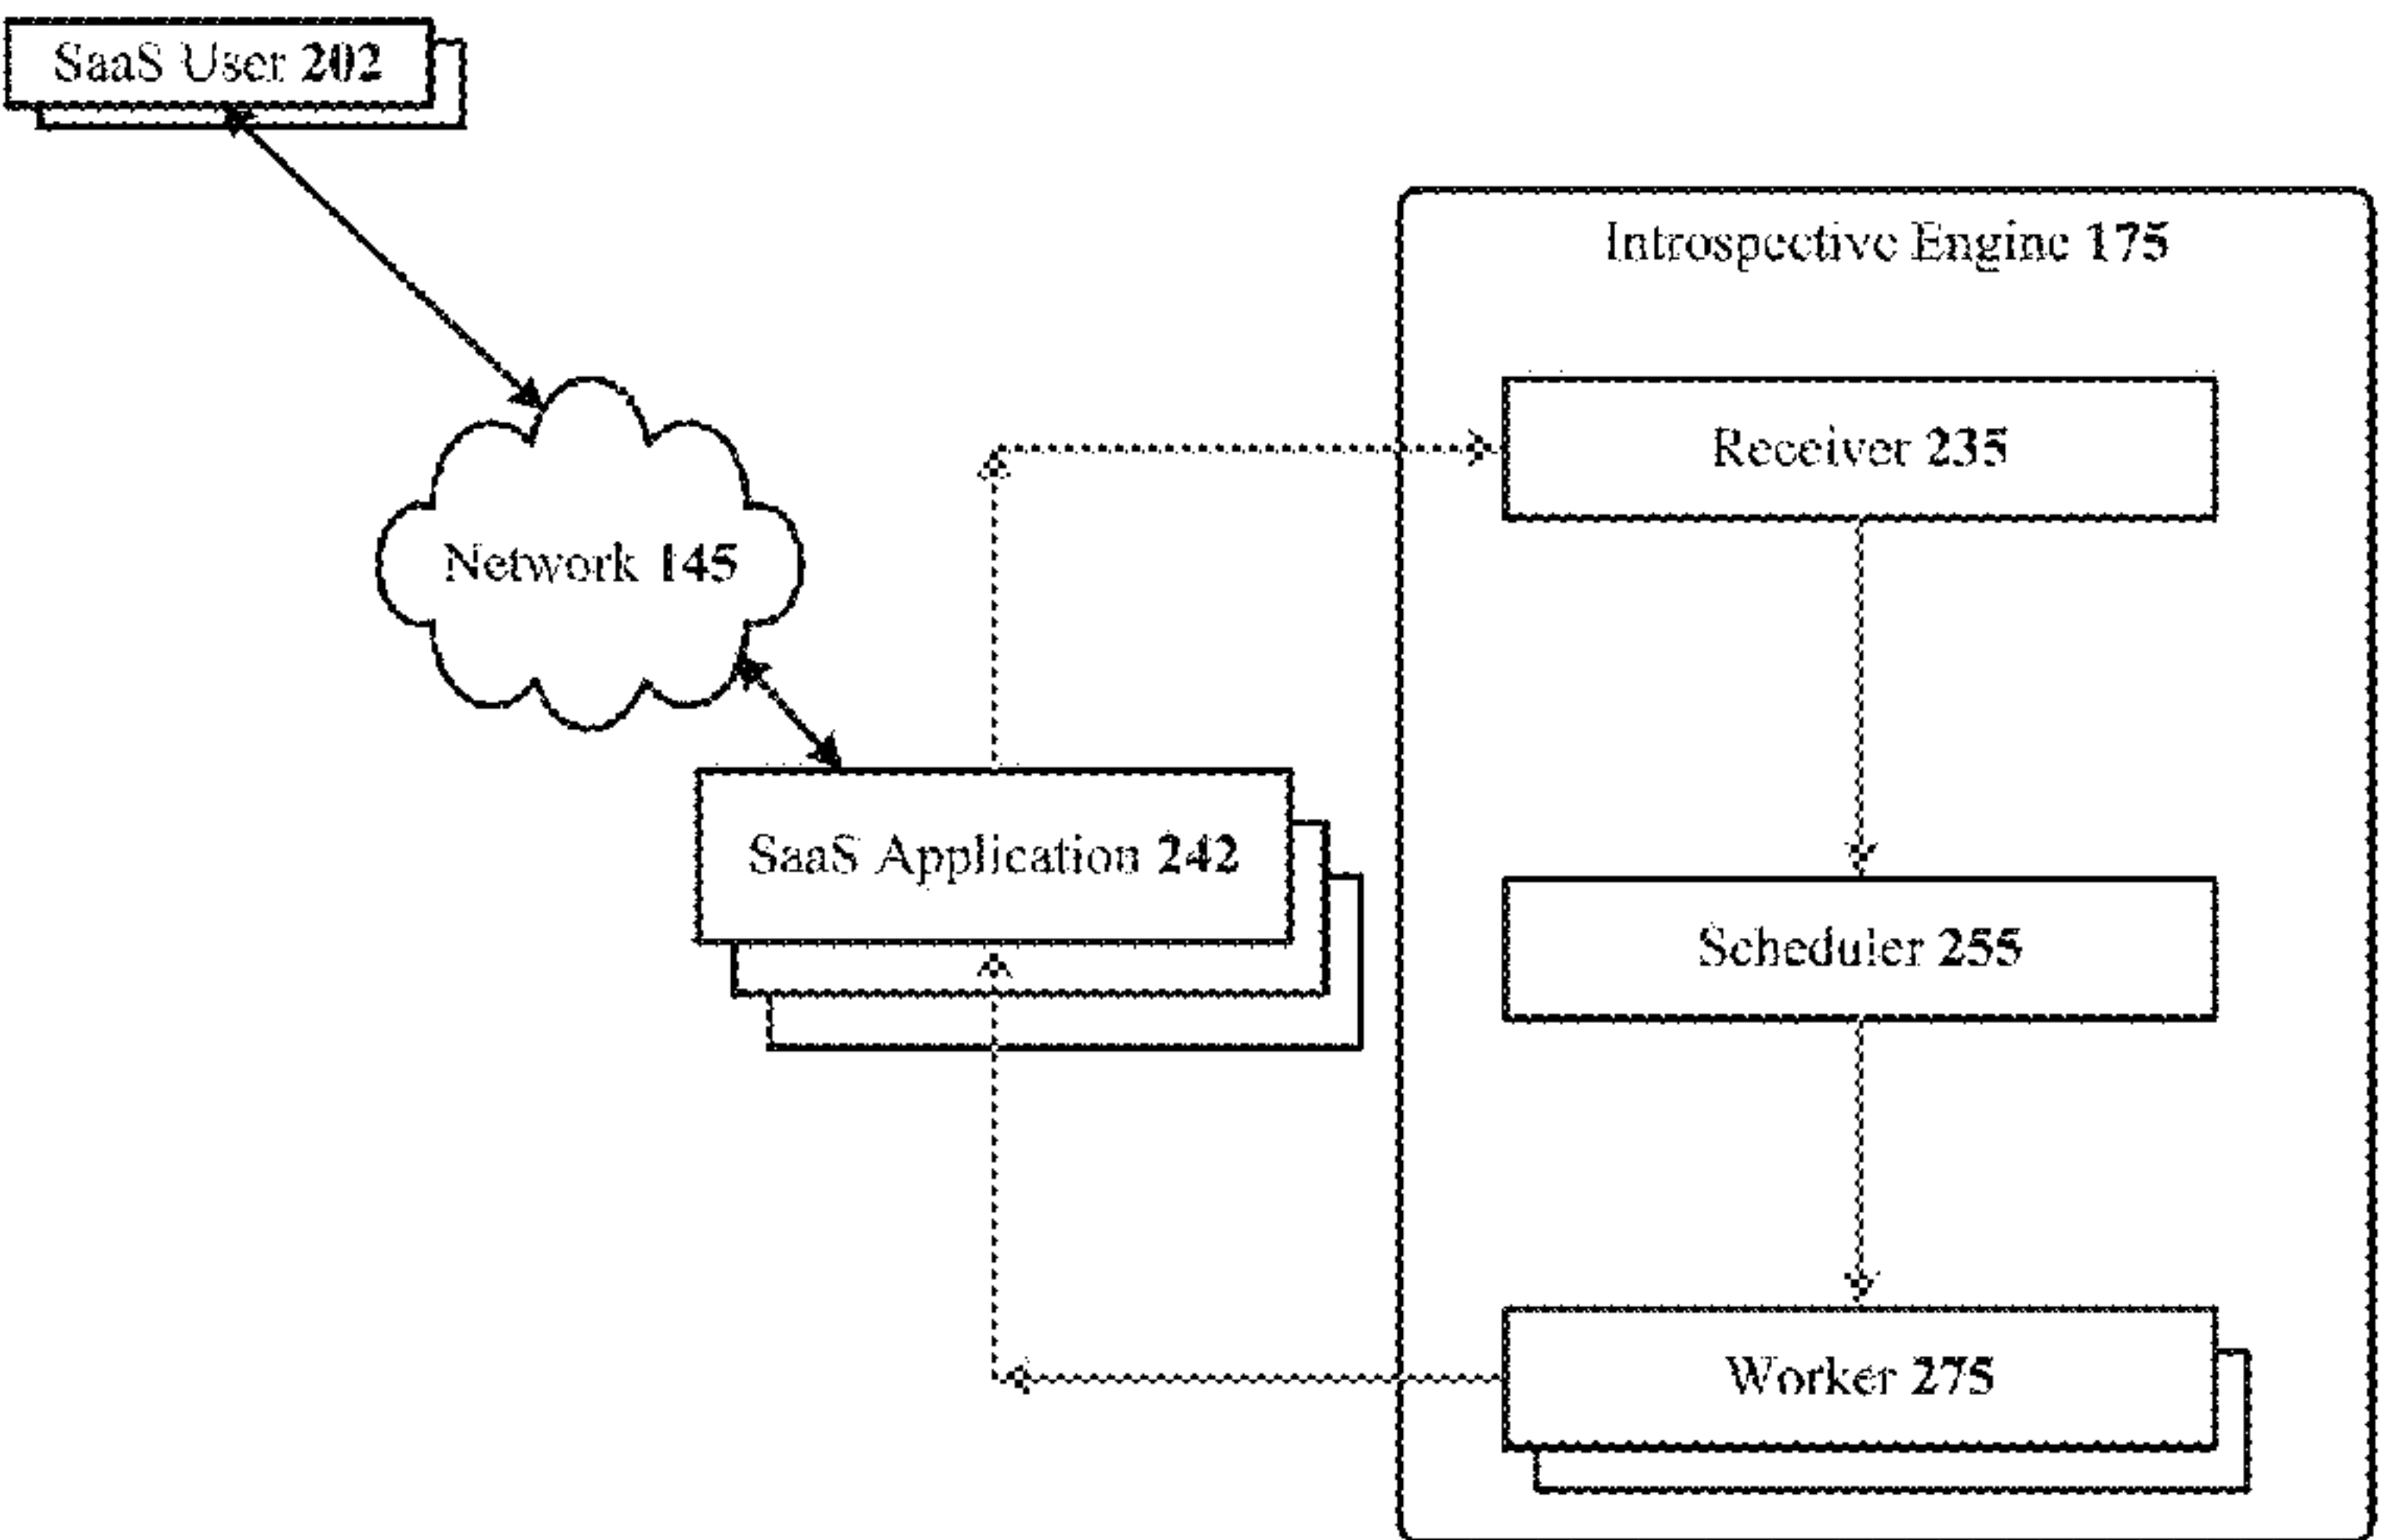 SaaS User 202
Introspective Engine 175
Receiver 235
Network 145
SaaS Application 242
Scheduler 255
Worker 275